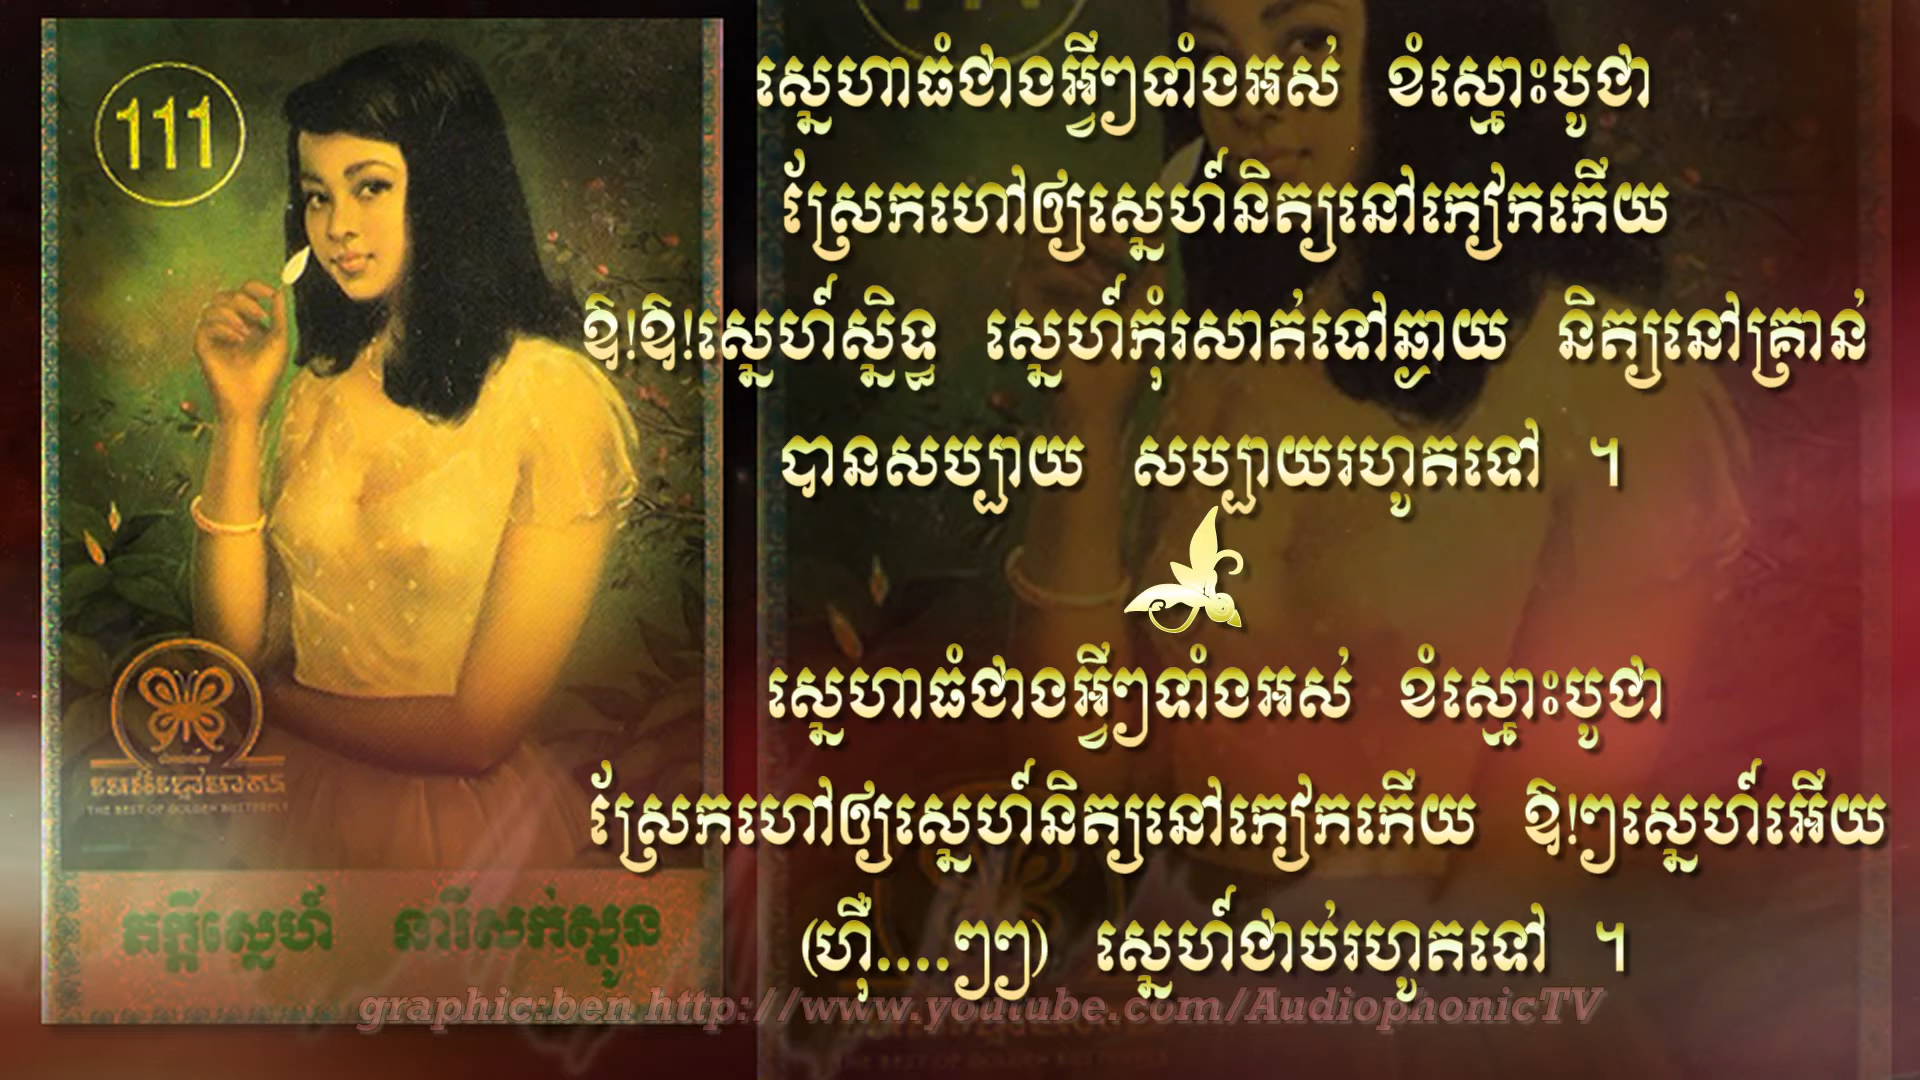 111
ស្នេហាធំជាងអ្វីៗទាំងអស់ ខំស្មោះបូជា
ស្រែកហៅឲ្យស្នេហ៍និត្យនៅកៀកកើយ
ឱ!ឱ!ស្នេហ៍ស្និទ្ធ ស្នេហ៍កុំរសាត់ទៅឆ្ងាយ និត្យនៅគ្រាន់
បានសប្បាយ សប្បាយរហូតទៅ ។
ស្នេហាធំជាងអ្វីៗទាំងអស់ ខំស្មោះបូជា
ស្រែកហៅឲ្យស្នេហ៍និត្យនៅកៀកកើយ ឱ!ៗស្នេហ៍អើយ
(ហ៊ឺ....ៗៗ) ស្នេហ៍ជាប់រហូតទៅ ។
មេអំបៅមាស
THE BEST OF GOLDEN BUTTERFLY
តក្ដីស្នេហ៍ នារីសក់ស្កូន
graphic:ben http://www.youtube.com/AudiophonicTV